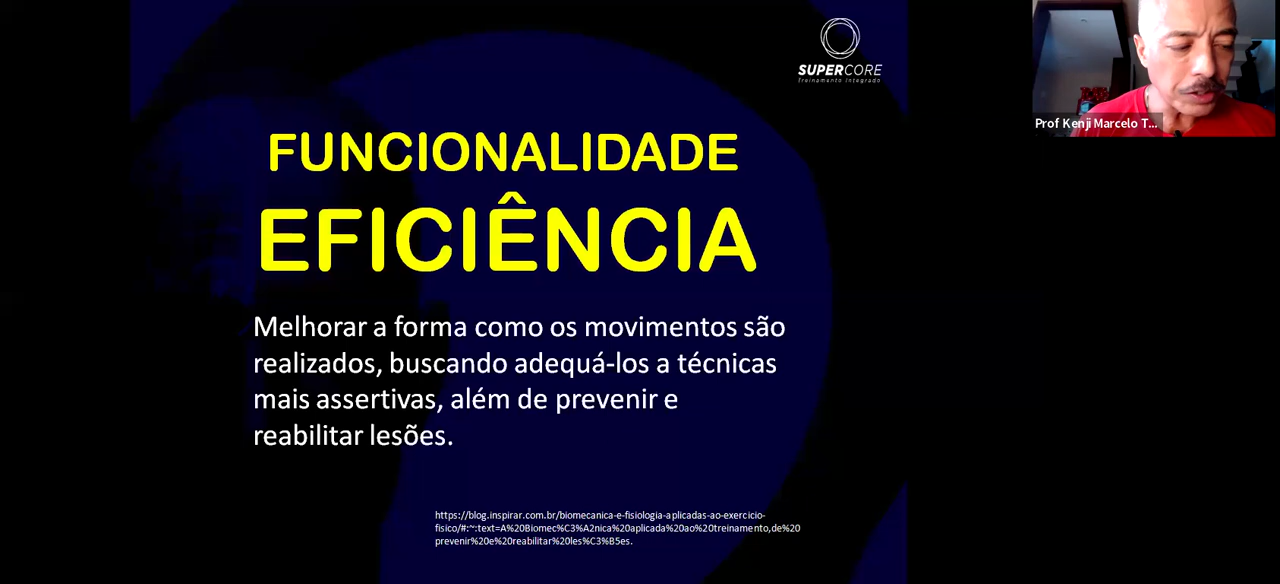 SUPERCORE
treinamento integrado
Prof Kenji Marcelo T...
FUNCIONALIDADE
EFICIÊNCIA
Melhorar a forma como os movimentos são
realizados, buscando adequá-los a técnicas
mais assertivas, além de prevenir e
reabilitar lesões.
https://blog.inspirar.com.br/biomecanica-e-fisiologia-aplicadas-ao-exercicio-
fisico/#:~:text=A%20Biomec%C3%A2nica%20aplicada%20ao%20treinamento,de%20
prevenir%20e%20reabilitar%20les%C3%B5es.